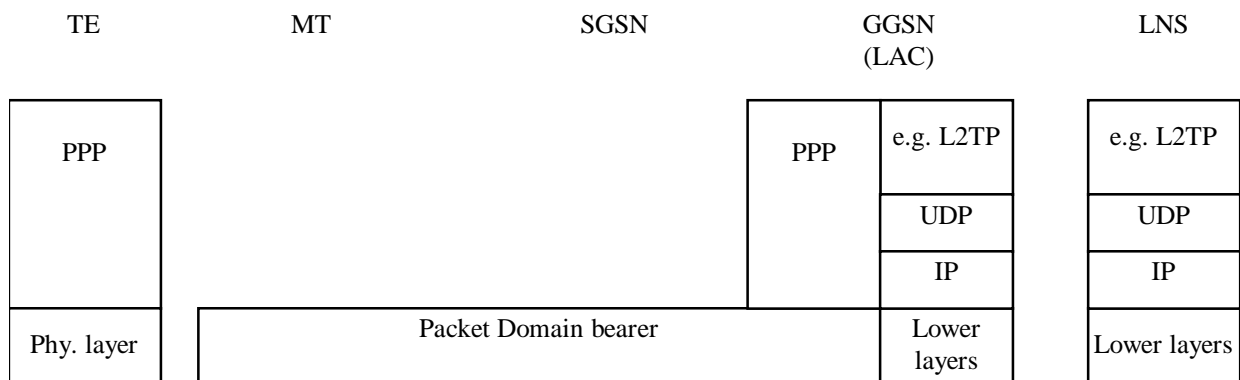 TE MT SGSN GGSN LNS
(LAC)
PPP PPP e.g. L2TP e.g. L2TP
UDP UDP
IP IP
Phy. layer Packet Domain bearer Lower layers Lower layers